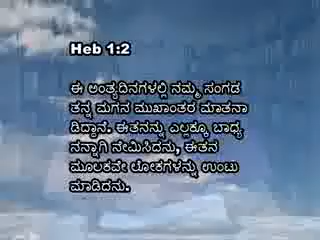 Heb 1:2
ಈ ಅಂತ್ಯದಿನಗಳಲ್ಲಿ ನಮ್ಮ ಸಂಗಡ
ತನ್ನ ಮಗನ ಮುಖಾಂತರ ಮಾತನಾ
ಡಿದ್ದಾನೆ. ಈತನನ್ನು ಎಲ್ಲಕ್ಕೂ ಬಾಧ್ಯ
ನನ್ನಾಗಿ ನೇಮಿಸಿದನು, ಈತನ
ಮೂಲಕವೇ ಲೋಕಗಳನ್ನು ಉಂಟು
ಮಾಡಿದನು.